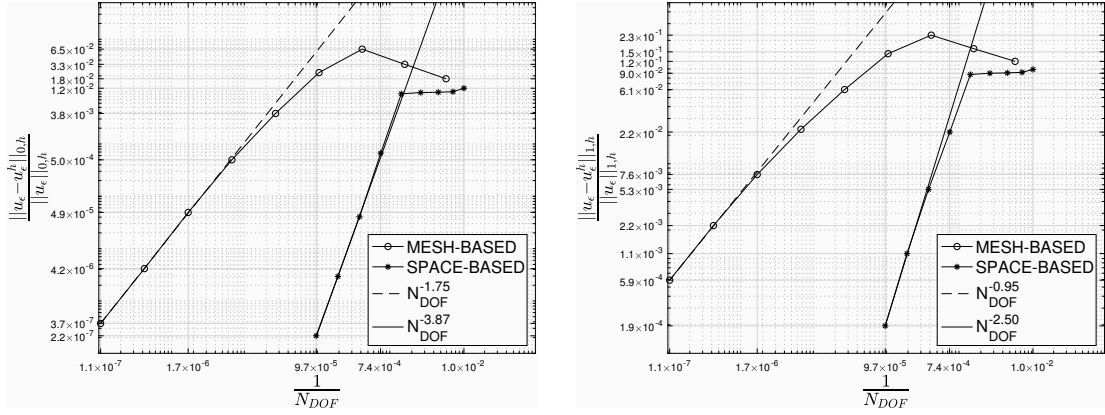 6.5×10⁻²
3.3×10⁻²
1.8×10⁻²
1.2×10⁻²
3.8×10⁻³
5.0×10⁻⁴
4.9×10⁻⁵
4.2×10⁻⁶
3.7×10⁻⁷
2.2×10⁻⁷
||u_ϵ−u_ϵ^h||_{0,h}
||u_ϵ||_{0,h}
MESH-BASED
SPACE-BASED
N_DOF^-1.75
N_DOF^-3.87
1.1×10⁻⁷ 1.7×10⁻⁶ 9.7×10⁻⁵ 7.4×10⁻⁴ 1.0×10⁻²
1
N_DOF
2.3×10⁻¹
1.5×10⁻¹
1.2×10⁻¹
9.0×10⁻²
6.1×10⁻²
2.2×10⁻²
7.6×10⁻³
5.3×10⁻³
2.2×10⁻³
1.1×10⁻³
5.9×10⁻⁴
1.9×10⁻⁴
||u_ϵ−u_ϵ^h||_{1,h}
||u_ϵ||_{1,h}
MESH-BASED
SPACE-BASED
N_DOF^-0.95
N_DOF^-2.50
1.1×10⁻⁷ 1.7×10⁻⁶ 9.7×10⁻⁵ 7.4×10⁻⁴ 1.0×10⁻²
1
N_DOF